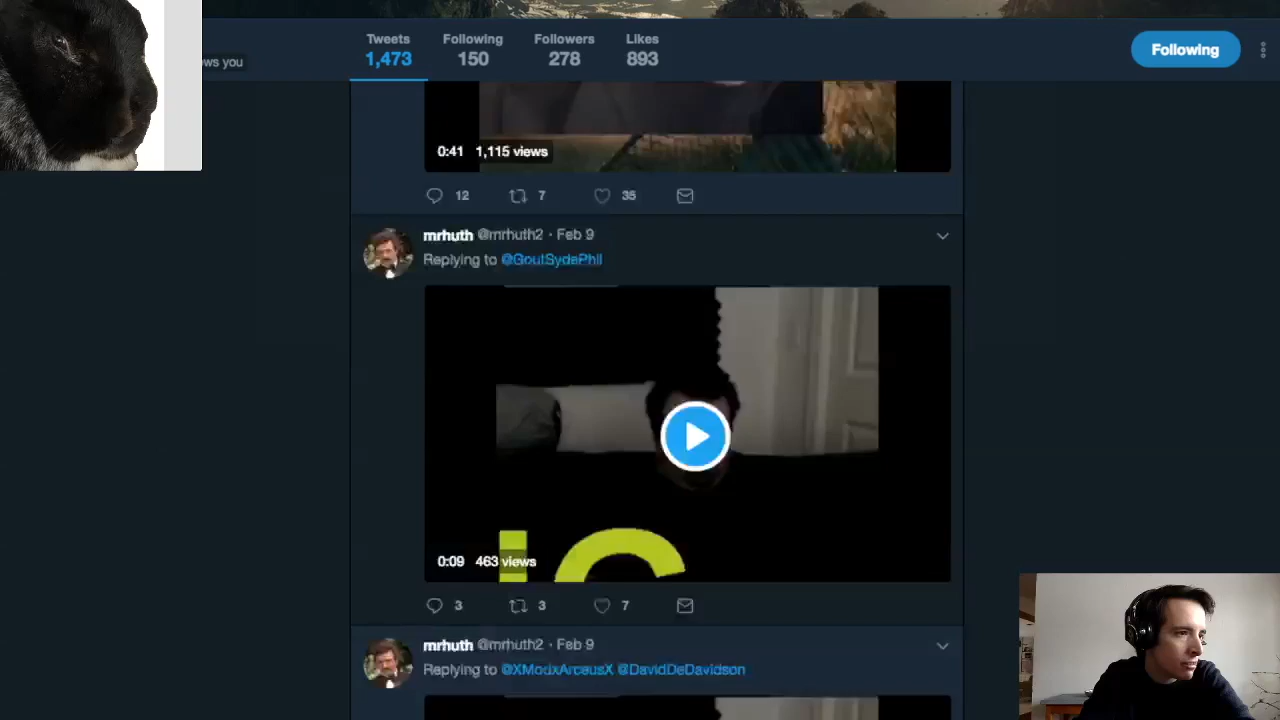 Tweets Following Followers Likes
1,473 150 278 893
ws you
Following
0:41 1,115 views
12 7 35
mrhuth @mrhuth2 · Feb 9
Replying to @GoutSydePhil
0:09 463 views
3 3 7
mrhuth @mrhuth2 · Feb 9
Replying to @XModxArceusX @DavidDeDavidson